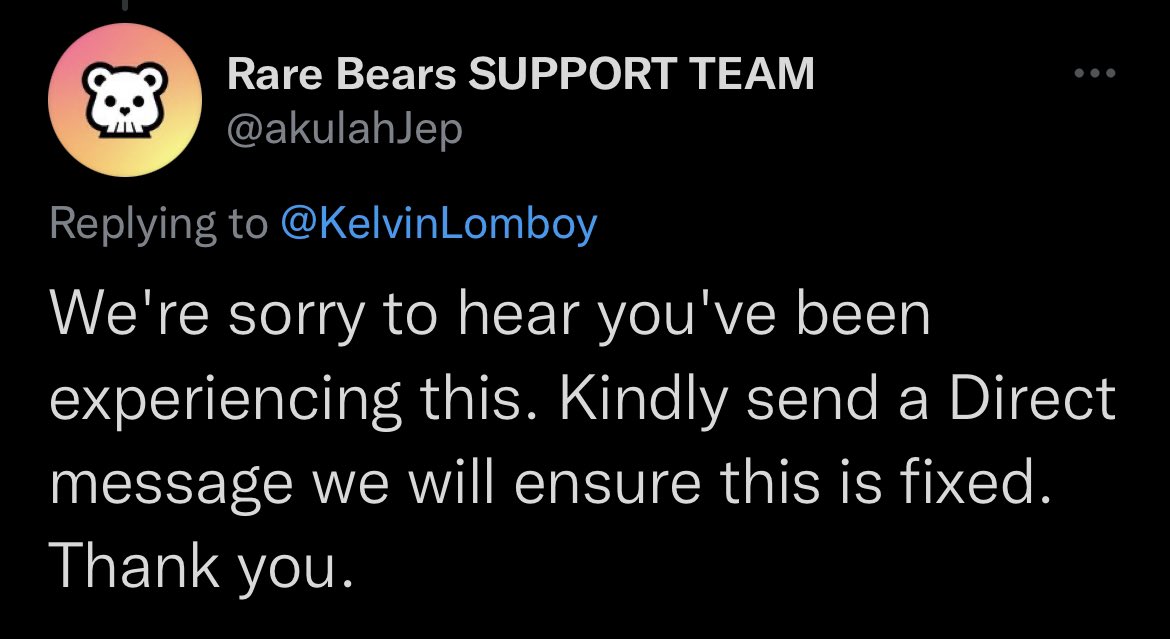 Rare Bears SUPPORT TEAM
@akulahJep
Replying to @KelvinLomboy
We're sorry to hear you've been
experiencing this. Kindly send a Direct
message we will ensure this is fixed.
Thank you.